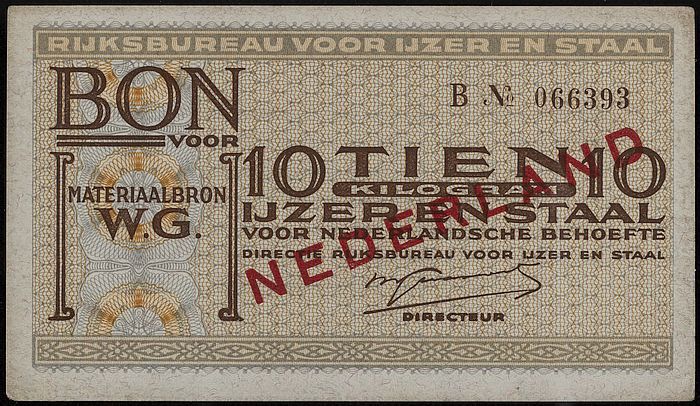 RIJKSBUREAU VOOR IJZER EN STAAL
BON
VOOR
B № 066393
MATERIAALBRON
W.G.
10 TIEN 10
KILOGRAM
IJZER EN STAAL
VOOR NEDERLANDSCHE BEHOEFTE
DIRECTIE RIJKSBUREAU VOOR IJZER EN STAAL
DIRECTEUR
NEDERLAND